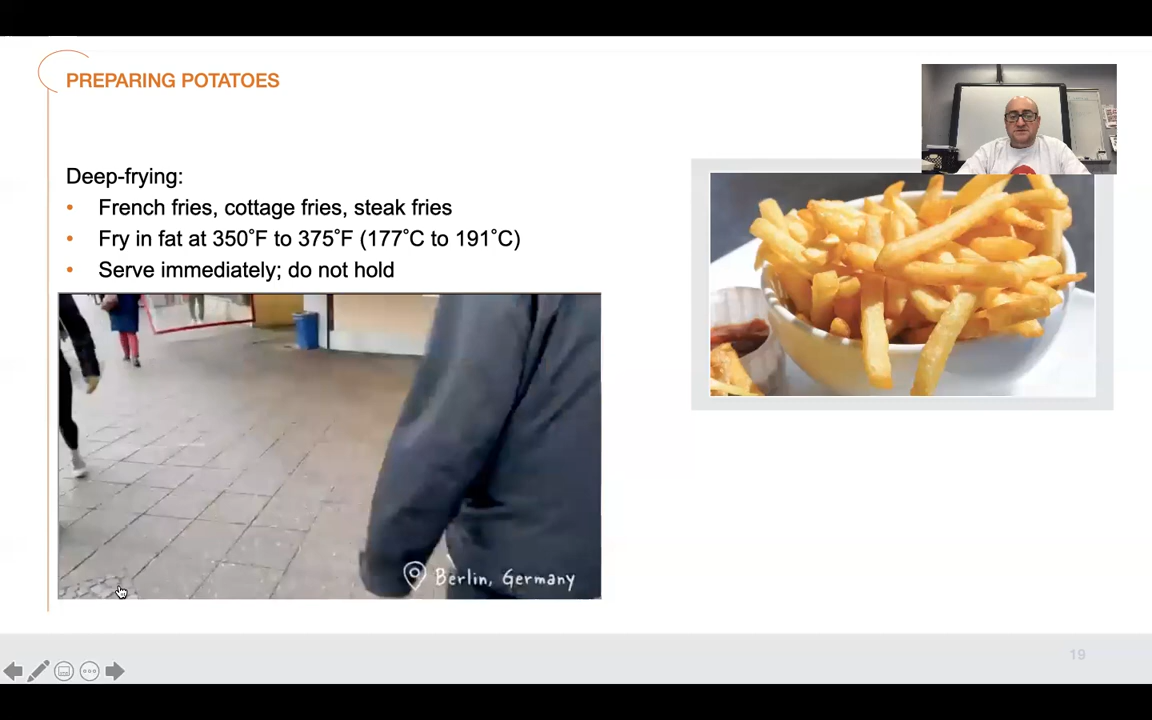 PREPARING POTATOES
Deep-frying:
• French fries, cottage fries, steak fries
• Fry in fat at 350˚F to 375˚F (177˚C to 191˚C)
• Serve immediately; do not hold
Berlin, Germany
19